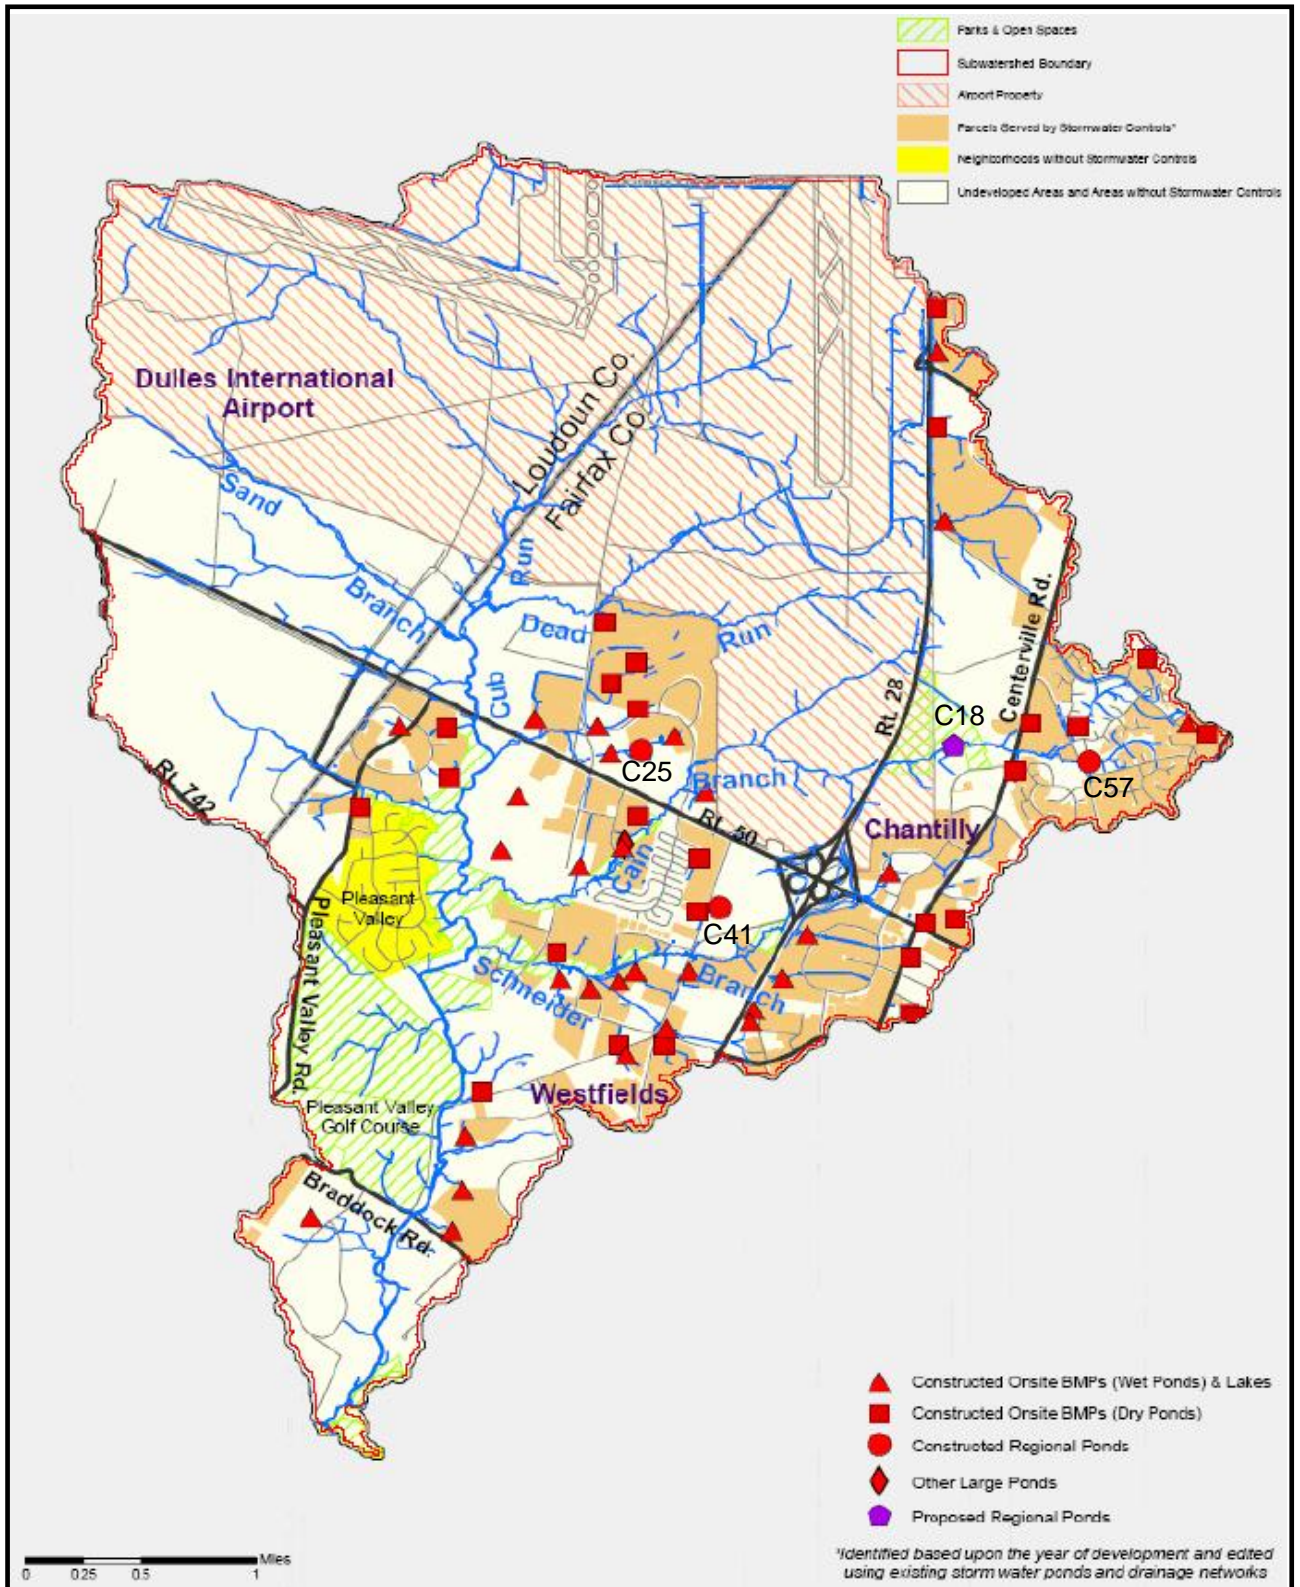 Parks & Open Spaces
Subwatershed Boundary
Airport Property
Parcels Served by Stormwater Controls*
Neighborhoods without Stormwater Controls
Undeveloped Areas and Areas without Stormwater Controls
Dulles International
Airport
Loudoun Co.
Fairfax Co.
Sand
Branch
Run
Dead
Run
Cub
Rt. 28
Centerville Rd.
C18
C25
Branch
C57
Rt. 742
Rt. 50
Chantilly
Cain
Pleasant
Valley
C41
Pleasant Valley Rd.
Schneider
Branch
Westfields
Pleasant Valley
Golf Course
Braddock Rd.
Constructed Onsite BMPs (Wet Ponds) & Lakes
Constructed Onsite BMPs (Dry Ponds)
Constructed Regional Ponds
Other Large Ponds
Proposed Regional Ponds
Miles
0 0.25 0.5 1
*Identified based upon the year of development and edited
using existing storm water ponds and drainage networks